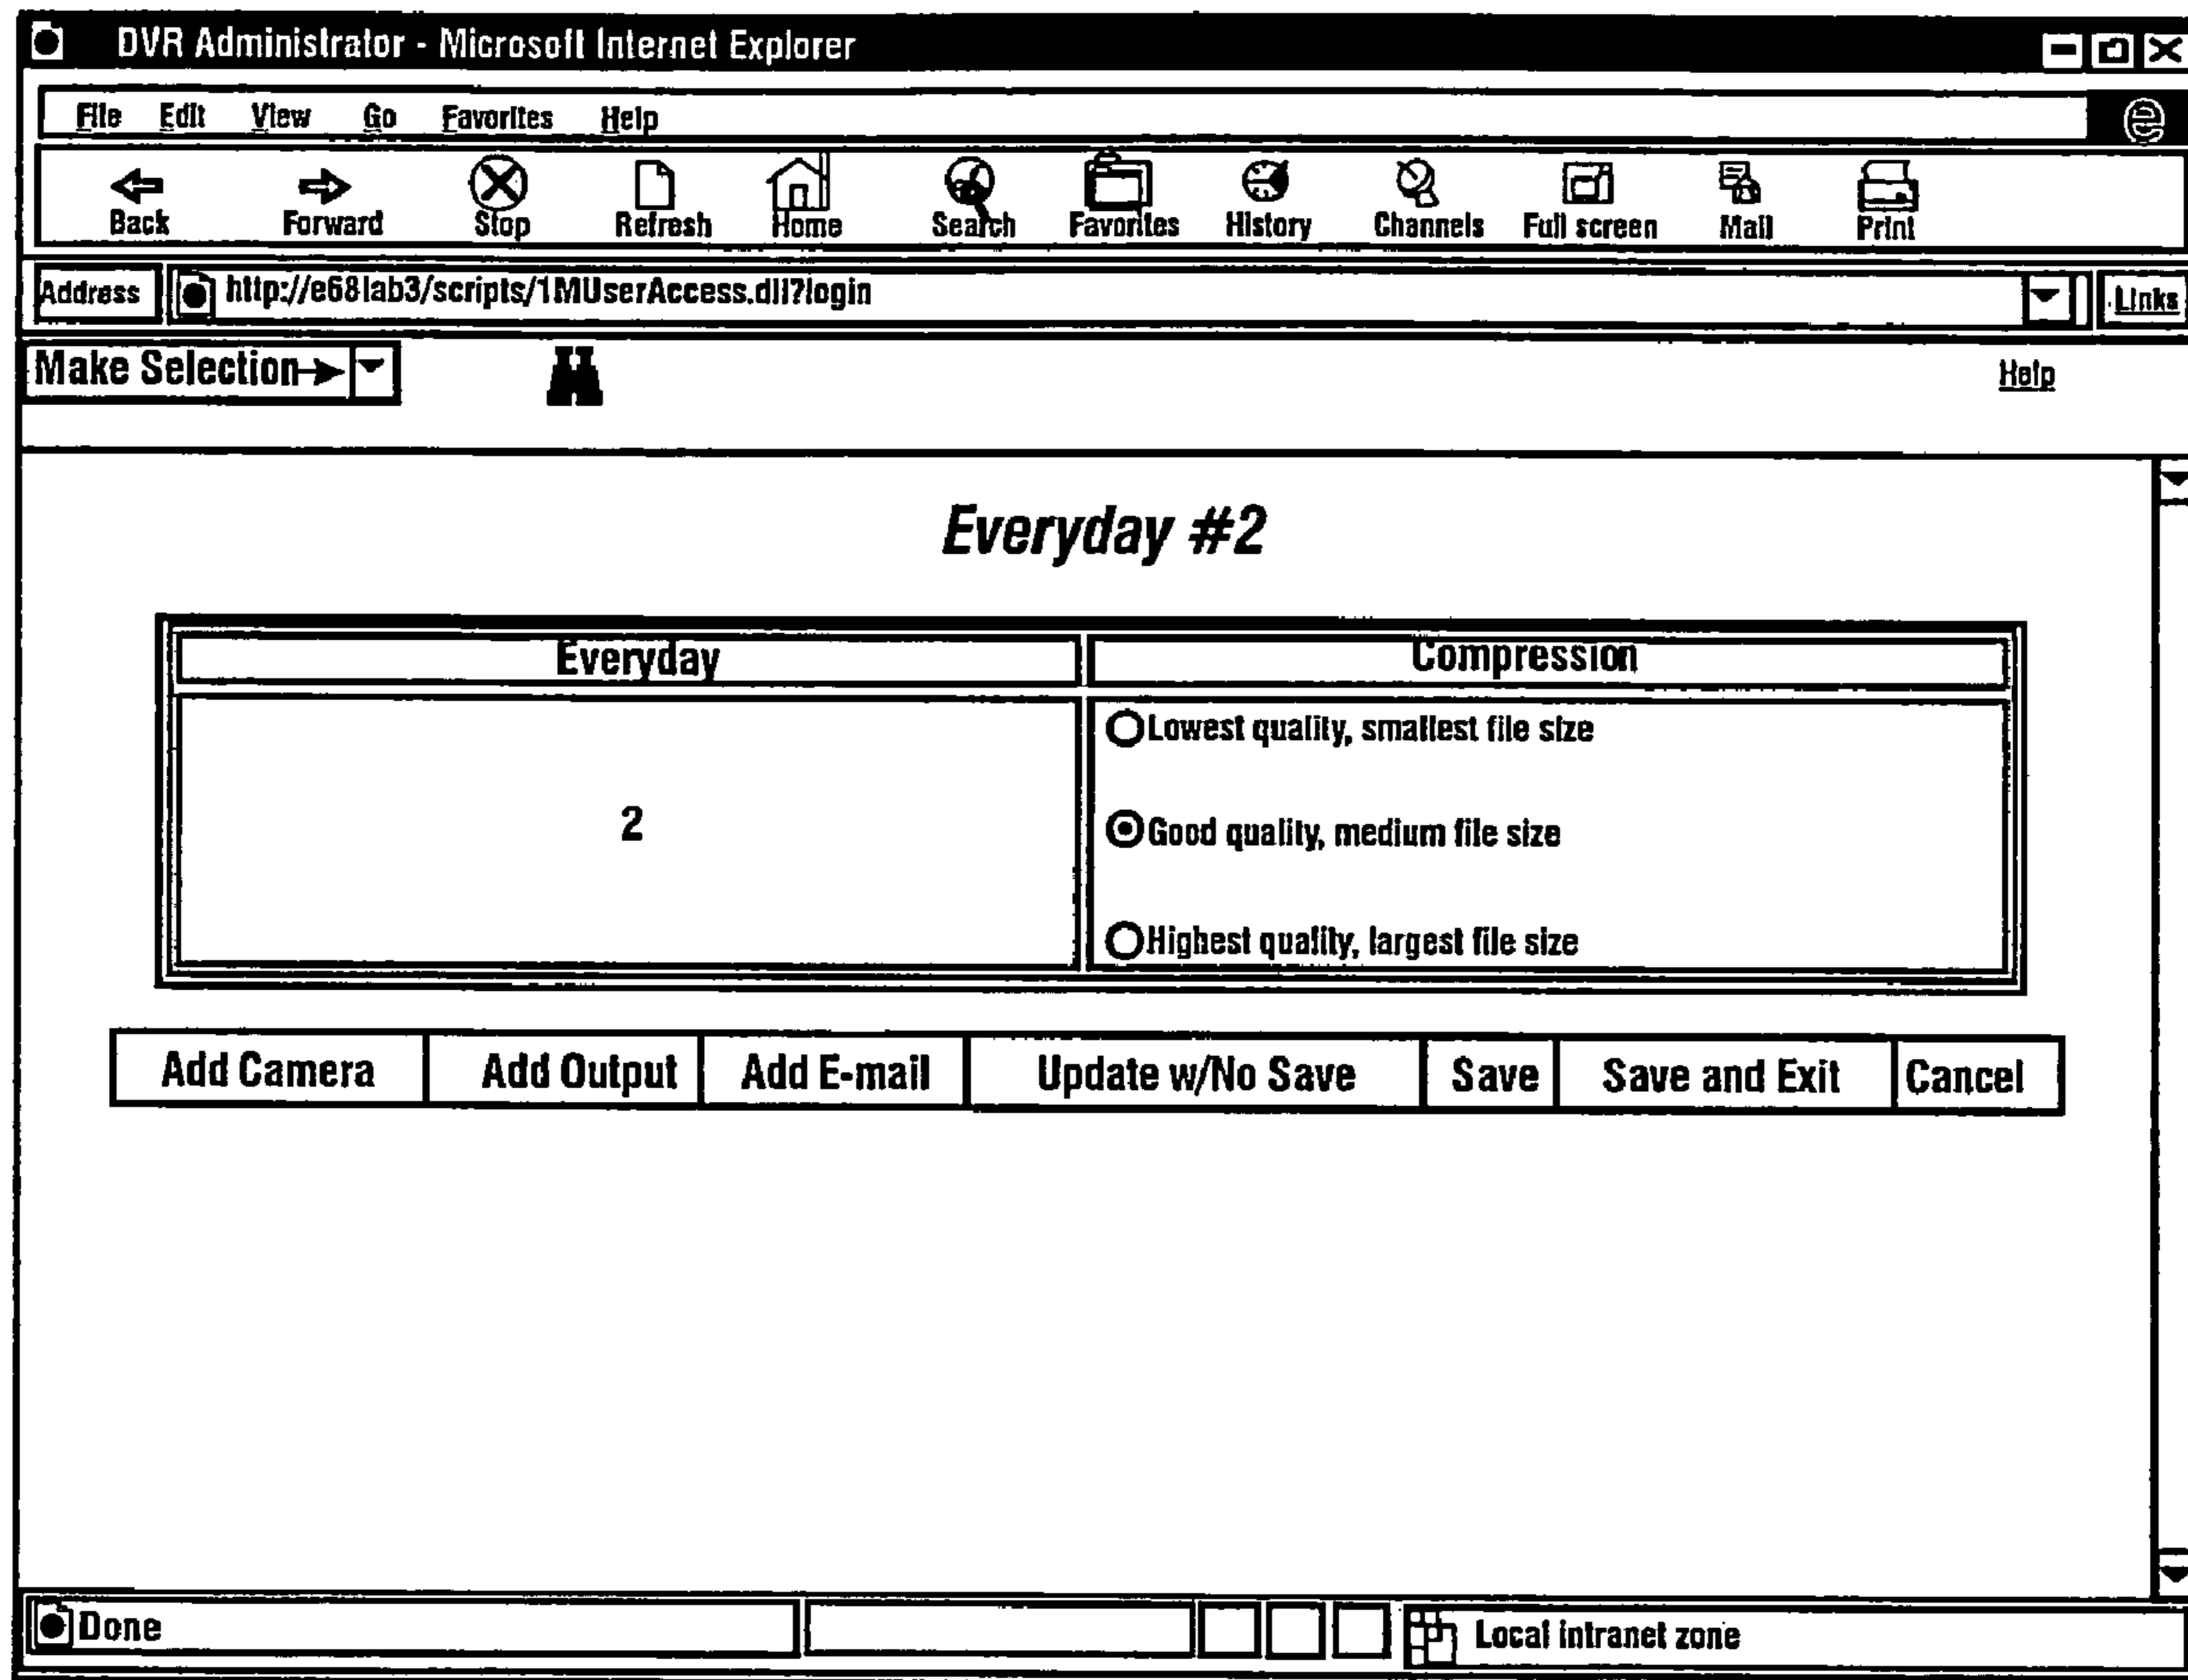 DVR Administrator - Microsoft Internet Explorer
File Edit View Go Favorites Help
Back Forward Stop Refresh Home Search Favorites History Channels Full screen Mail Print
Address http://e68lab3/scripts/1MUserAccess.dll?login Links
Make Selection Help
Everyday #2
Everyday Compression
Lowest quality, smallest file size
2 Good quality, medium file size
Highest quality, largest file size
Add Camera Add Output Add E-mail Update w/No Save Save Save and Exit Cancel
Done Local intranet zone